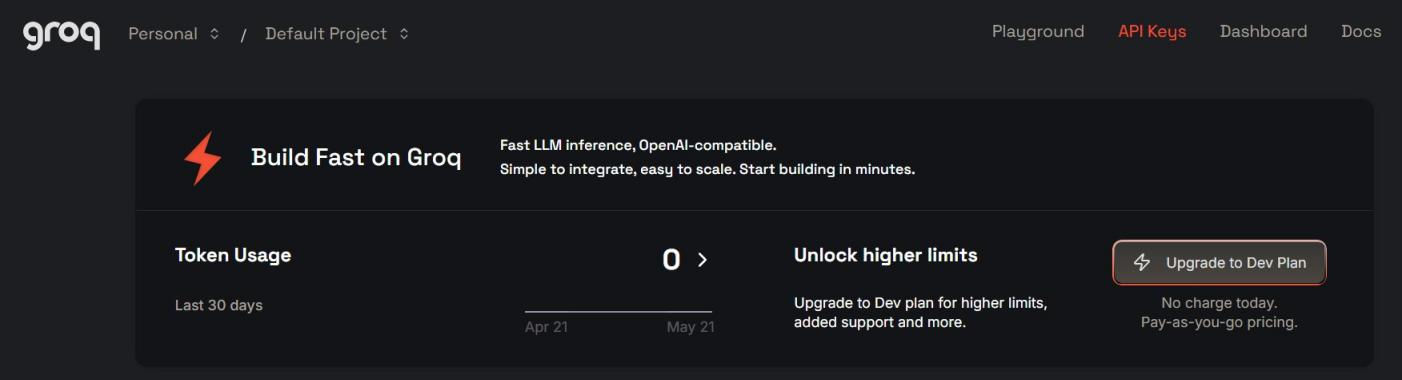 groq Personal / Default Project Playground API Keys Dashboard Docs
Build Fast on Groq
Fast LLM inference, OpenAI-compatible.
Simple to integrate, easy to scale. Start building in minutes.
Token Usage
0
Last 30 days
Apr 21 May 21
Unlock higher limits
Upgrade to Dev plan for higher limits,
added support and more.
Upgrade to Dev Plan
No charge today.
Pay-as-you-go pricing.